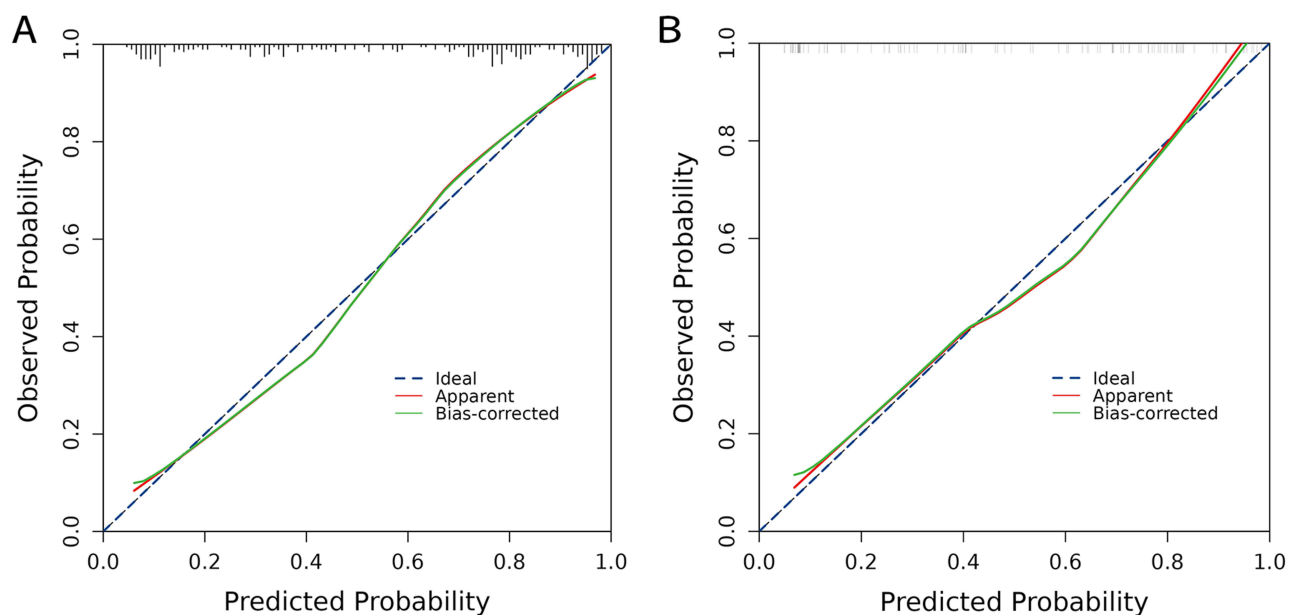 A
Observed Probability
1.0
0.8
0.6
0.4
0.2
0.0
Ideal
Apparent
Bias-corrected
0.0 0.2 0.4 0.6 0.8 1.0
Predicted Probability
B
Observed Probability
1.0
0.8
0.6
0.4
0.2
0.0
Ideal
Apparent
Bias-corrected
0.0 0.2 0.4 0.6 0.8 1.0
Predicted Probability